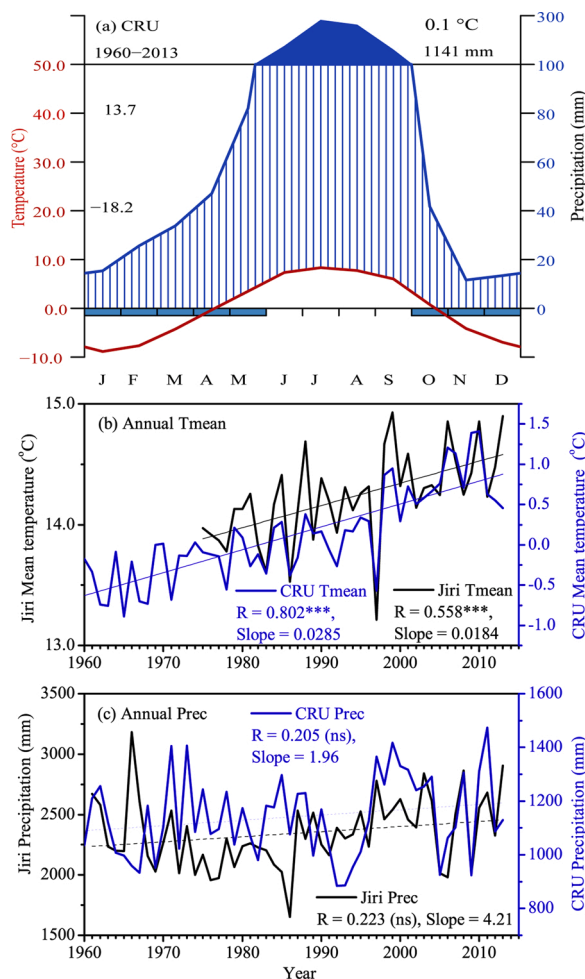 (a) CRU
1960–2013
0.1 °C
1141 mm
300
50.0
100
13.7
40.0
80
30.0
60
−18.2
20.0
40
10.0
20
0.0
0
−10.0
Temperature (°C)
Precipitation (mm)
J F M A M J J A S O N D
15.0
14.0
13.0
Jiri Mean temperature (°C)
(b) Annual Tmean
1.5
1.0
0.5
0.0
-0.5
-1.0
CRU Mean temperature (°C)
CRU Tmean
R = 0.802***,
Slope = 0.0285
Jiri Tmean
R = 0.558***,
Slope = 0.0184
1960 1970 1980 1990 2000 2010
3500
3000
2500
2000
1500
Jiri Precipitation (mm)
(c) Annual Prec
CRU Prec
R = 0.205 (ns),
Slope = 1.96
1600
1400
1200
1000
800
CRU Precipitation (mm)
Jiri Prec
R = 0.223 (ns), Slope = 4.21
1960 1970 1980 1990 2000 2010
Year